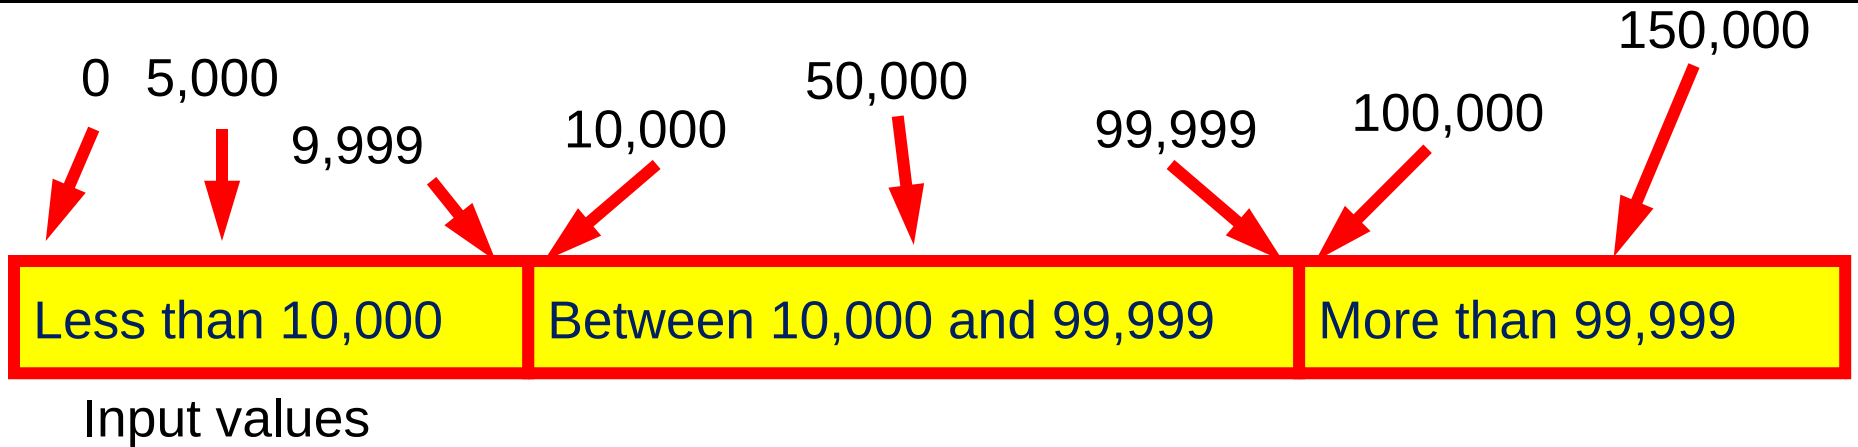 150,000
0 5,000
50,000
9,999
10,000
99,999
100,000
Less than 10,000
Between 10,000 and 99,999
More than 99,999
Input values